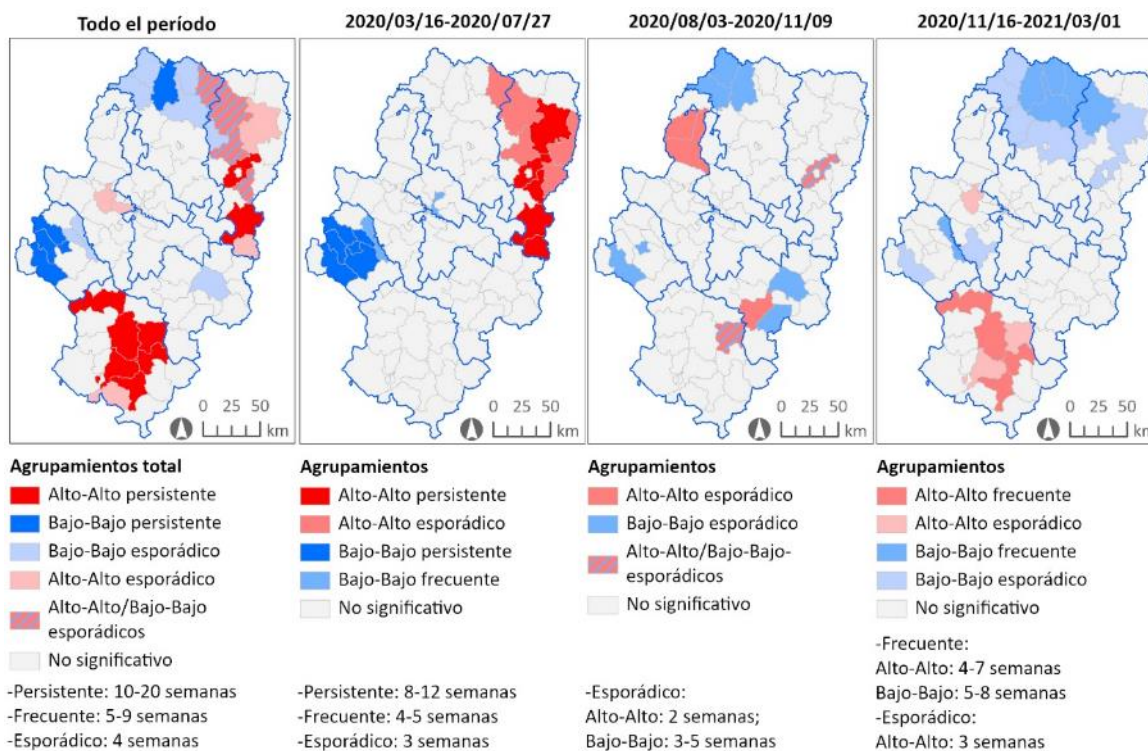 Todo el período
2020/03/16-2020/07/27
2020/08/03-2020/11/09
2020/11/16-2021/03/01
0 25 50
km
0 25 50
km
0 25 50
km
0 25 50
km
Agrupamientos total
Alto-Alto persistente
Bajo-Bajo persistente
Bajo-Bajo esporádico
Alto-Alto esporádico
Alto-Alto/Bajo-Bajo
esporádicos
No significativo
-Persistente: 10-20 semanas
-Frecuente: 5-9 semanas
-Esporádico: 4 semanas
Agrupamientos
Alto-Alto persistente
Alto-Alto esporádico
Bajo-Bajo persistente
Bajo-Bajo frecuente
No significativo
-Persistente: 8-12 semanas
-Frecuente: 4-5 semanas
-Esporádico: 3 semanas
Agrupamientos
Alto-Alto esporádico
Bajo-Bajo esporádico
Alto-Alto/Bajo-Bajo-
esporádicos
No significativo
-Esporádico:
Alto-Alto: 2 semanas;
Bajo-Bajo: 3-5 semanas
Agrupamientos
Alto-Alto frecuente
Alto-Alto esporádico
Bajo-Bajo frecuente
Bajo-Bajo esporádico
No significativo
-Frecuente:
Alto-Alto: 4-7 semanas
Bajo-Bajo: 5-8 semanas
-Esporádico:
Alto-Alto: 3 semanas